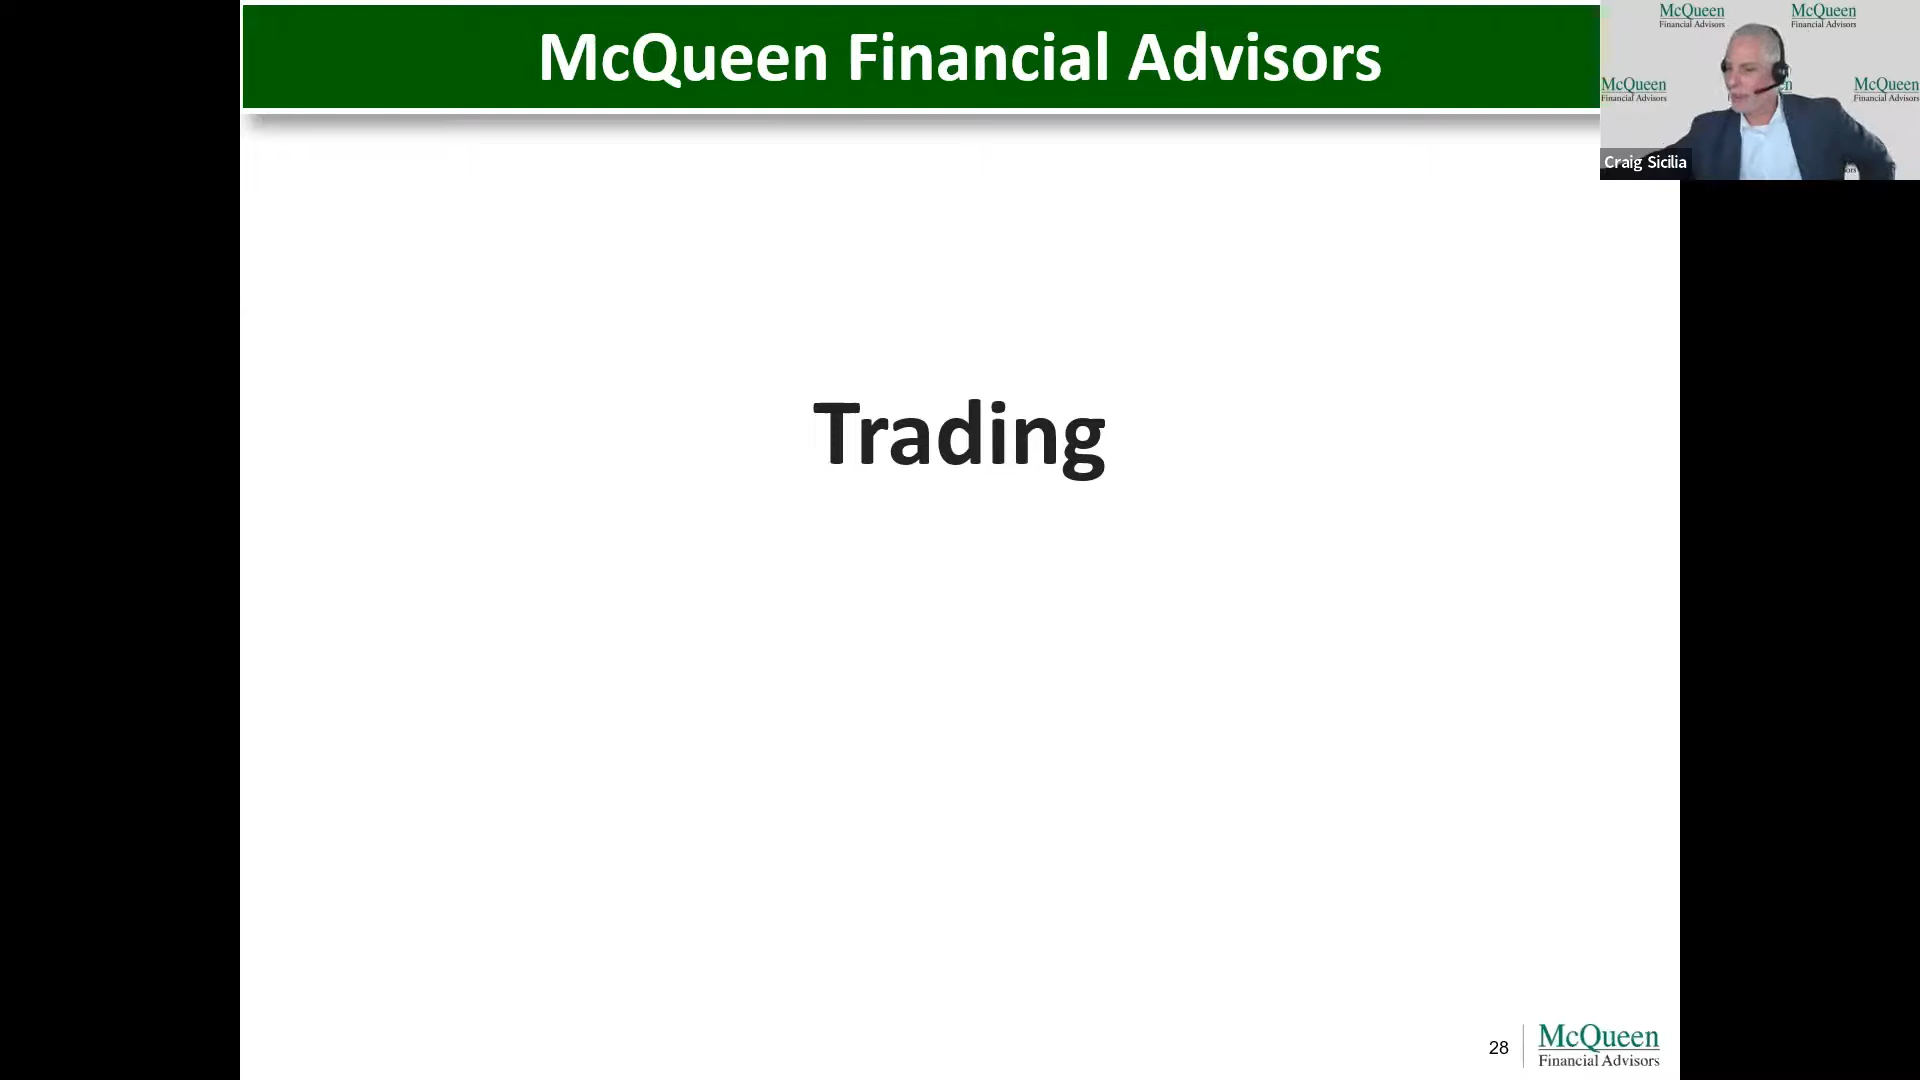 McQueen Financial Advisors
McQueen
Financial Advisors
McQueen
Financial Advisors
McQueen
Financial Advisors
McQueen
Financial Advisors
Craig Sicilia
Trading
28
McQueen
Financial Advisors